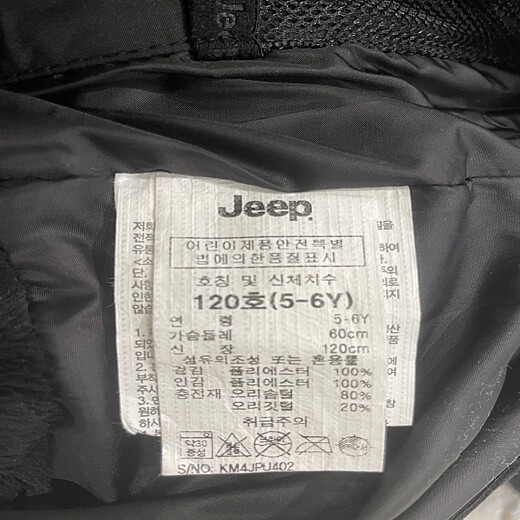 Jeep
Jeep
어린이제품안전특별
법에의한품질표시
호칭 및 신체치수
120호(5-6Y)
연 령 5-6Y
가슴둘레 60cm
신 장 120cm
섬유의조성 또는 혼용률
겉감 폴리에스터 100%
안감 폴리에스터 100%
충전재 오리솜털 80%
오리깃털 20%
취급주의
약30
중성
S/NO: KM4JPJ402